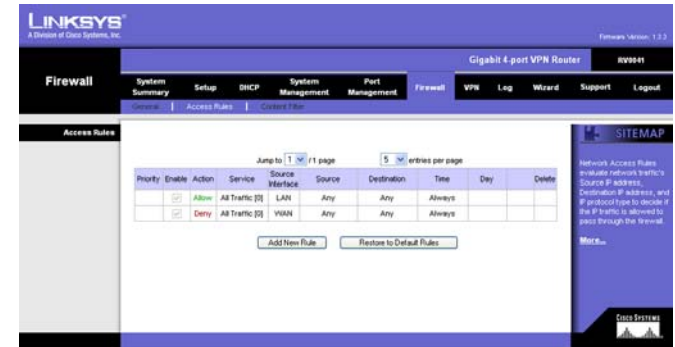 LINKSYS®
A Division of Cisco Systems, Inc.
Firmware Version: 1.3.3
Gigabit 4-port VPN Router
RV0041
Firewall
System Summary
Setup
DHCP
System Management
Port Management
Firewall
VPN
Log
Wizard
Support
Logout
General | Access Rules | Content Filter
Access Rules
Jump to 1 / 1 page
5 entries per page
Priority Enable Action Service Source Interface Source Destination Time Day Delete
Allow All Traffic [0] LAN Any Any Always
Deny All Traffic [0] WAN Any Any Always
Add New Rule
Restore to Default Rules
SITEMAP
Network Access Rules
evaluate network traffic's
Source IP address,
Destination IP address, and
IP protocol type to decide if
the IP traffic is allowed to
pass through the firewall.
More...
CISCO SYSTEMS